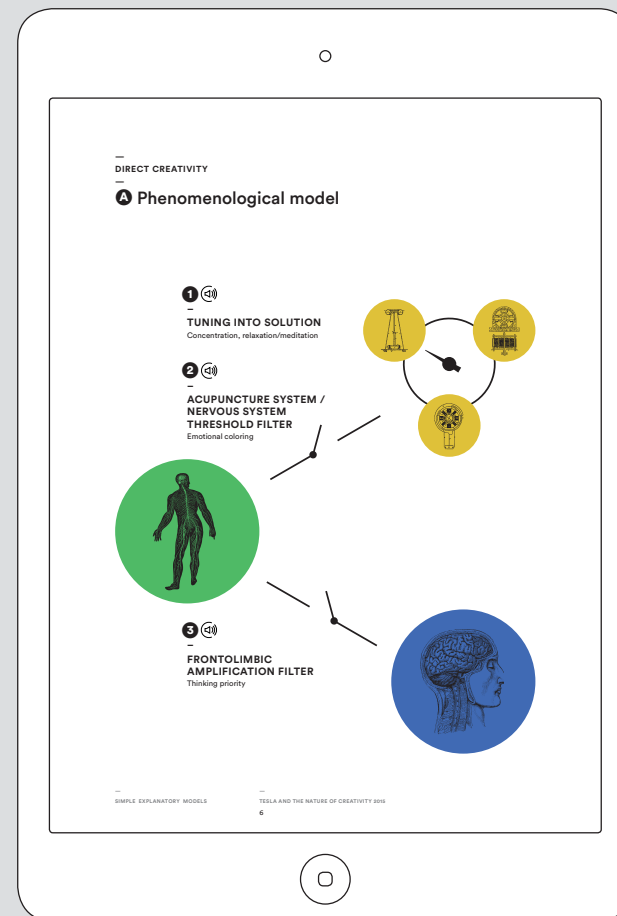 DIRECT CREATIVITY
A Phenomenological model
1
TUNING INTO SOLUTION
Concentration, relaxation/meditation
2
ACUPUNCTURE SYSTEM /
NERVOUS SYSTEM
THRESHOLD FILTER
Emotional coloring
3
FRONTOLIMBIC
AMPLIFICATION FILTER
Thinking priority
SIMPLE EXPLANATORY MODELS
TESLA AND THE NATURE OF CREATIVITY 2015
6